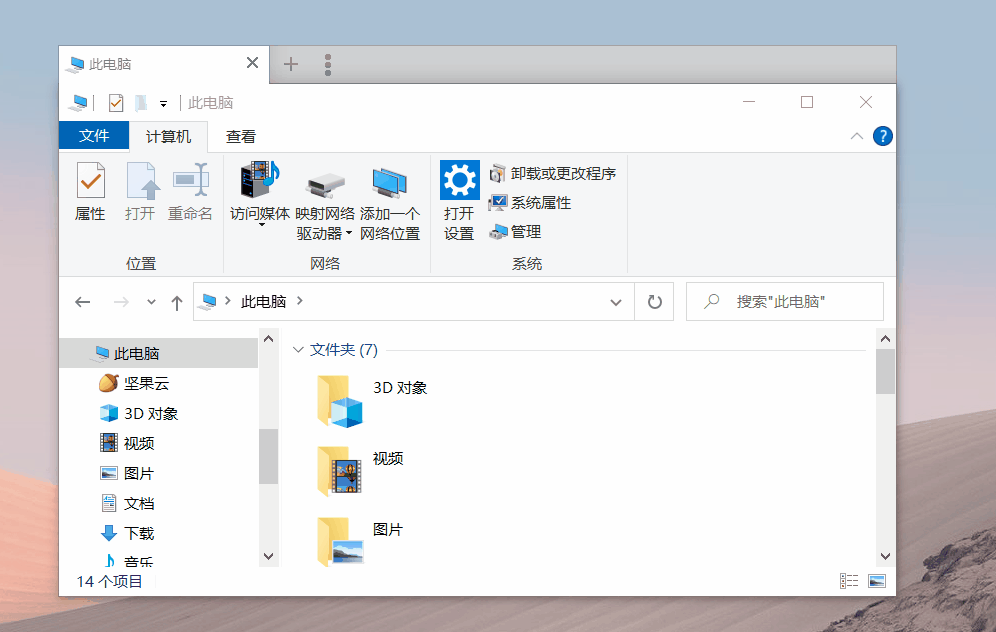 此电脑
此电脑
文件 计算机 查看
属性 打开 重命名 访问媒体 映射网络 添加一个 打开 卸载或更改程序
驱动器 网络位置 设置 系统属性
管理
位置 网络 系统
此电脑 搜索"此电脑"
此电脑
坚果云
3D 对象
视频
图片
文档
下载
音乐
文件夹 (7)
3D 对象
视频
图片
14 个项目